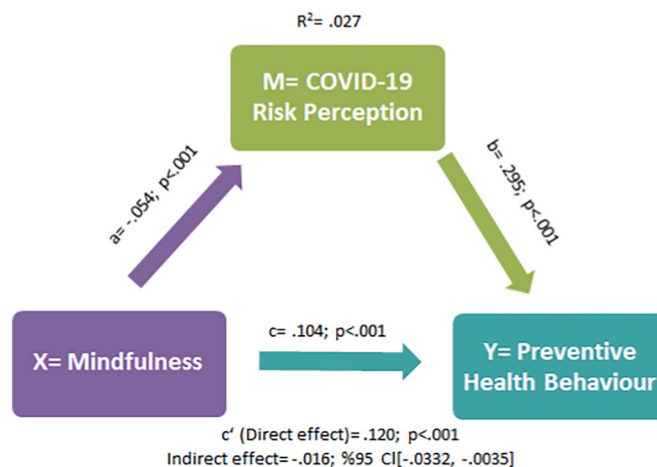 R²= .027
M= COVID-19
Risk Perception
a= -.054; p<.001
b= .295; p<.001
X= Mindfulness
c= .104; p<.001
Y= Preventive
Health Behaviour
c‘ (Direct effect)= .120; p<.001
Indirect effect= -.016; %95 CI[-.0332, -.0035]